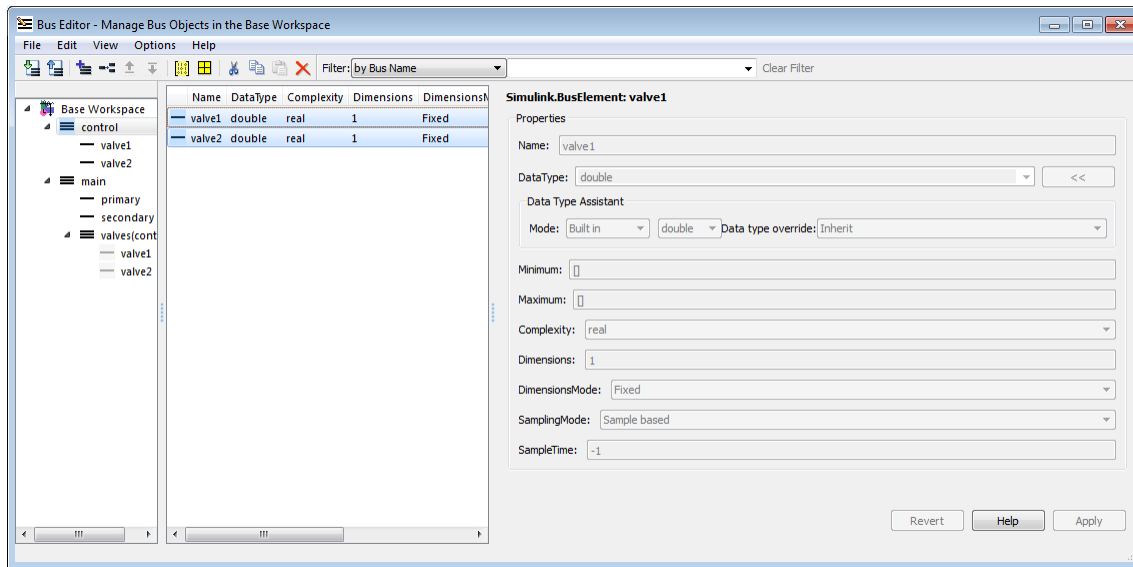 Bus Editor - Manage Bus Objects in the Base Workspace
File Edit View Options Help
Filter: by Bus Name Clear Filter
Base Workspace
control
valve1
valve2
main
primary
secondary
valves(cont
valve1
valve2
Name DataType Complexity Dimensions DimensionsM
valve1 double real 1 Fixed
valve2 double real 1 Fixed
Simulink.BusElement: valve1
Properties
Name: valve1
DataType: double <<
Data Type Assistant
Mode: Built in double Data type override: Inherit
Minimum: []
Maximum: []
Complexity: real
Dimensions: 1
DimensionsMode: Fixed
SamplingMode: Sample based
SampleTime: -1
Revert Help Apply